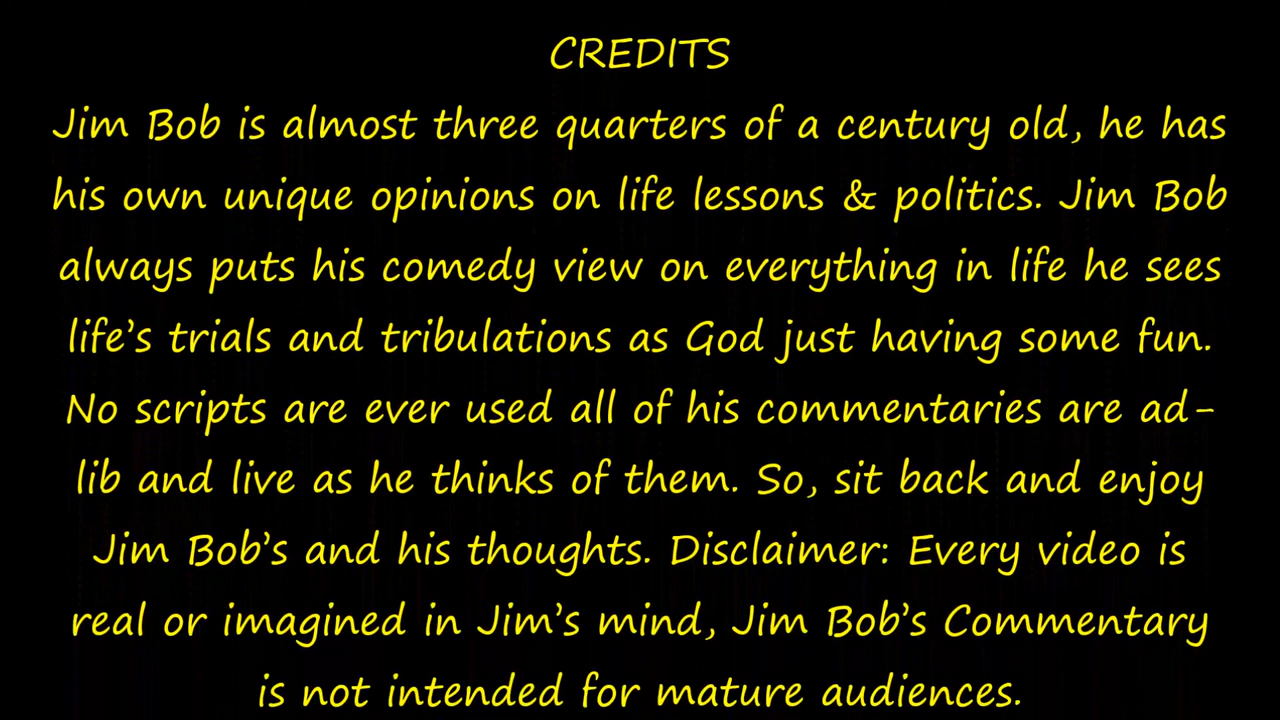 CREDITS
Jim Bob is almost three quarters of a century old, he has
his own unique opinions on life lessons & politics. Jim Bob
always puts his comedy view on everything in life he sees
life's trials and tribulations as God just having some fun.
No scripts are ever used all of his commentaries are ad-
lib and live as he thinks of them. So, sit back and enjoy
Jim Bob's and his thoughts. Disclaimer: Every video is
real or imagined in Jim's mind, Jim Bob's Commentary
is not intended for mature audiences.